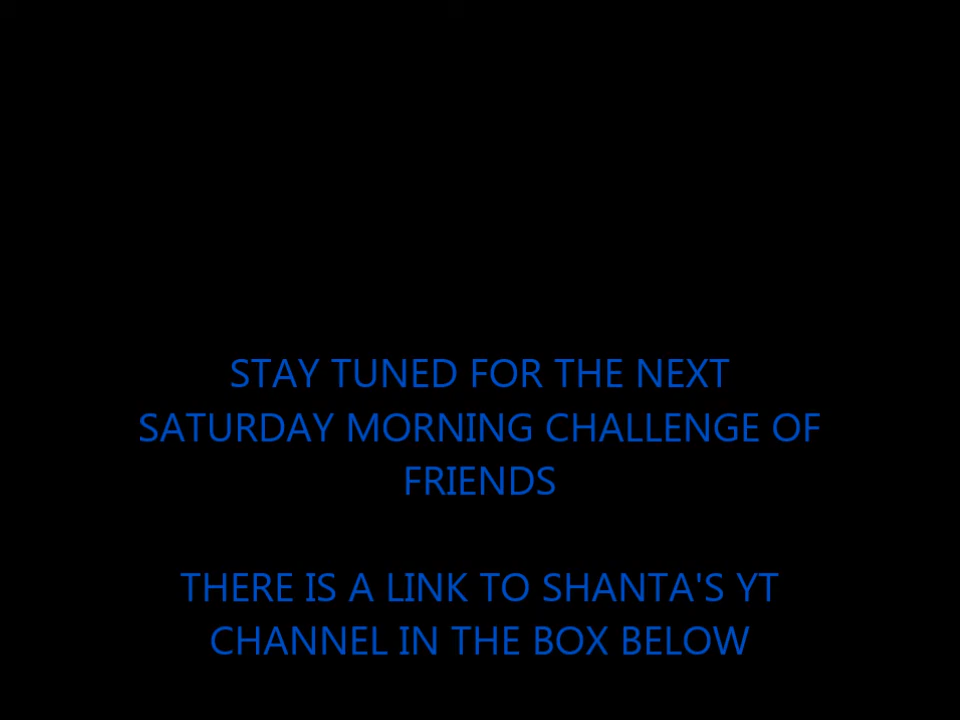 STAY TUNED FOR THE NEXT
SATURDAY MORNING CHALLENGE OF
FRIENDS
THERE IS A LINK TO SHANTA'S YT
CHANNEL IN THE BOX BELOW